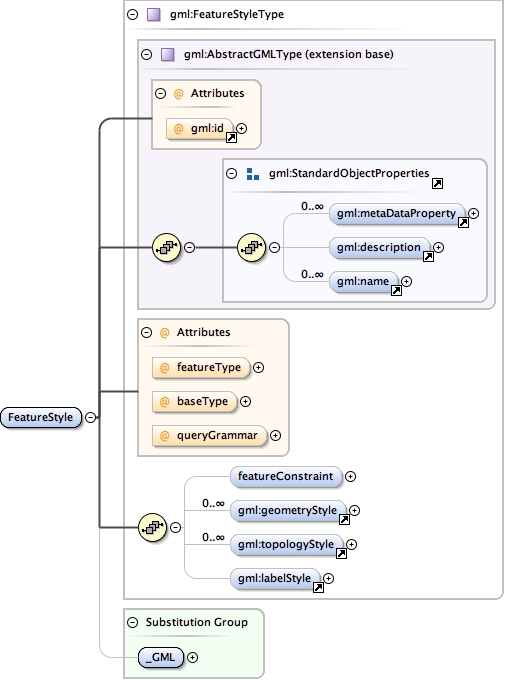 gml:FeatureStyleType
gml:AbstractGMLType (extension base)
@ Attributes
@ gml:id
gml:StandardObjectProperties
0..∞
gml:metaDataProperty
gml:description
0..∞
gml:name
@ Attributes
@ featureType
@ baseType
@ queryGrammar
FeatureStyle
featureConstraint
0..∞
gml:geometryStyle
0..∞
gml:topologyStyle
gml:labelStyle
Substitution Group
_GML